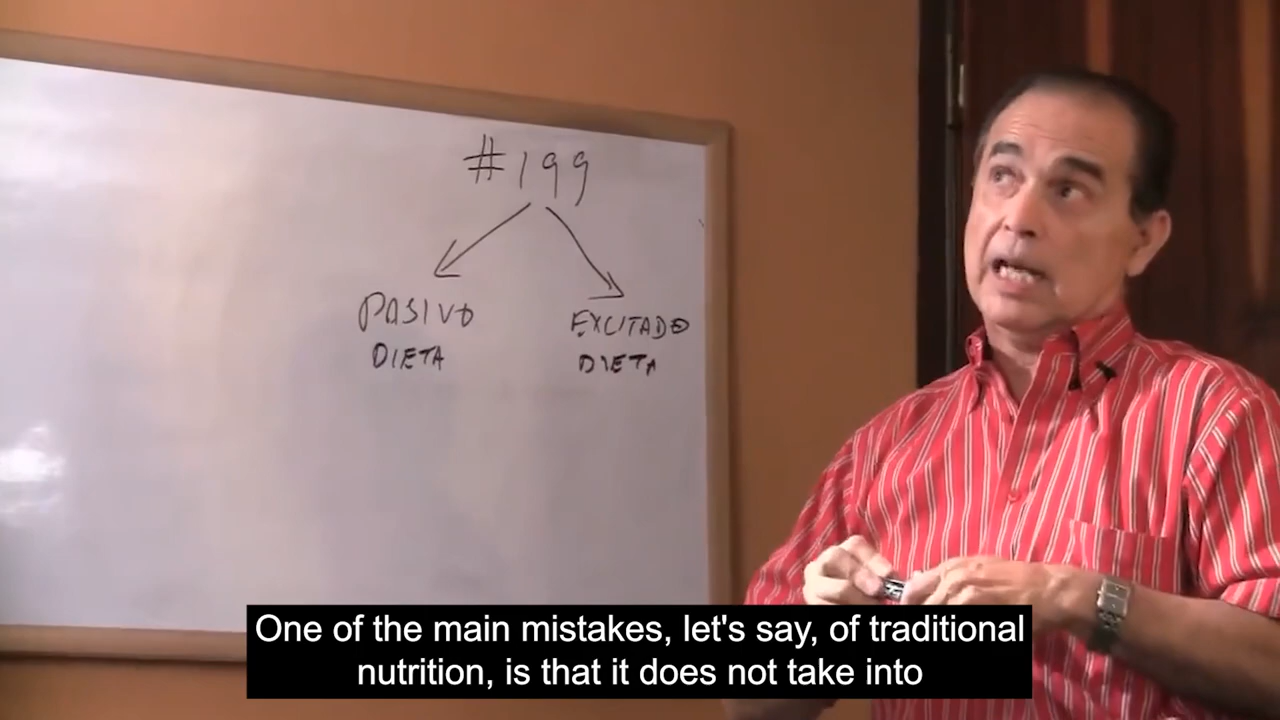 #199
PASIVO
EXCITADO
DIETA
DIETA
One of the main mistakes, let's say, of traditional
nutrition, is that it does not take into